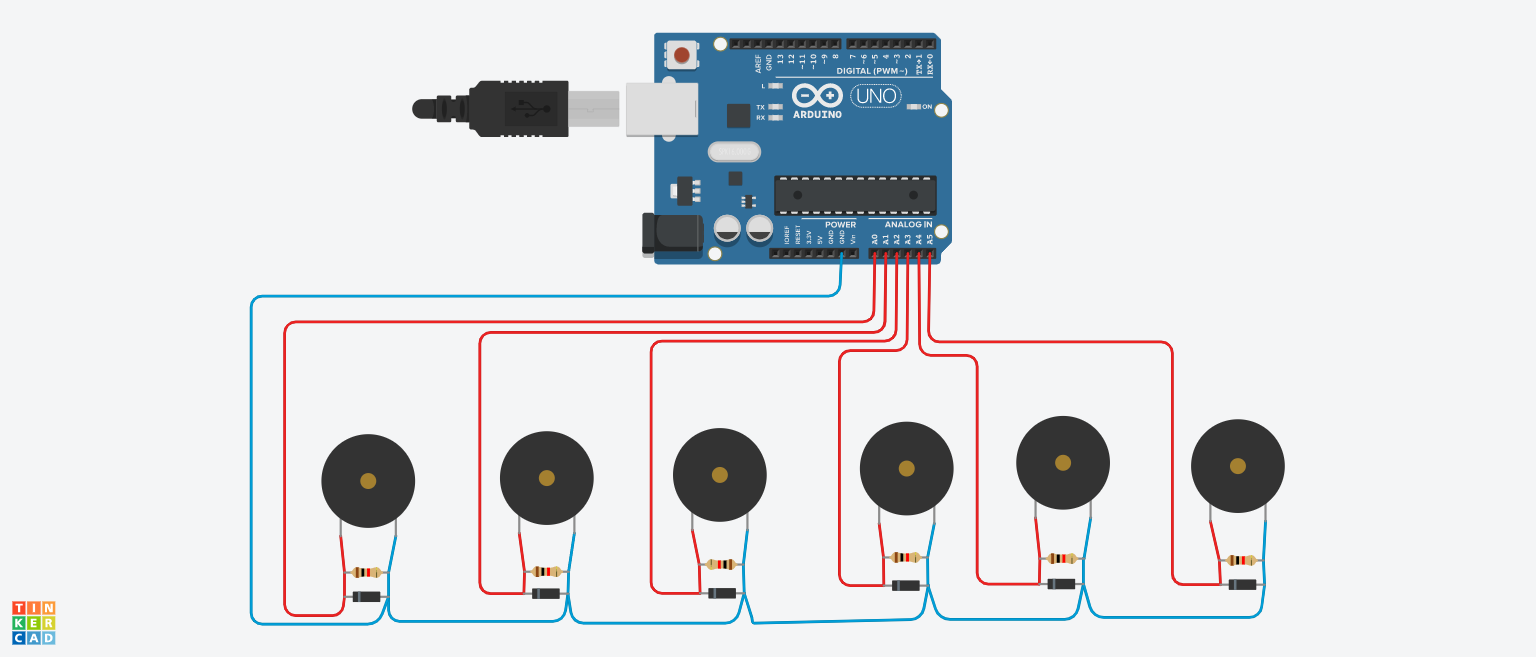 AREF
GND
13
12
~11
~10
~9
8
7
~6
~5
4
~3
2
TX→1
RX←0
DIGITAL (PWM~)
L
TX
RX
ARDUINO
UNO
ON
POWER
ANALOG IN
IOREF
RESET
3.3V
5V
GND
GND
Vin
A0
A1
A2
A3
A4
A5
TIN
KER
CAD